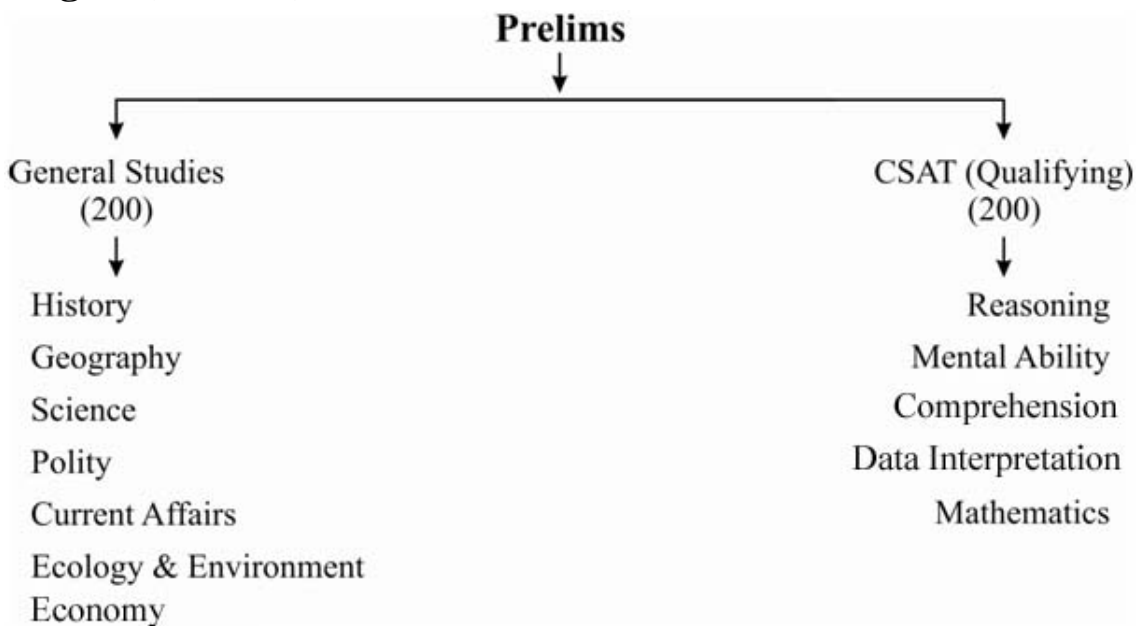 Prelims
General Studies
(200)
History
Geography
Science
Polity
Current Affairs
Ecology & Environment
Economy
CSAT (Qualifying)
(200)
Reasoning
Mental Ability
Comprehension
Data Interpretation
Mathematics